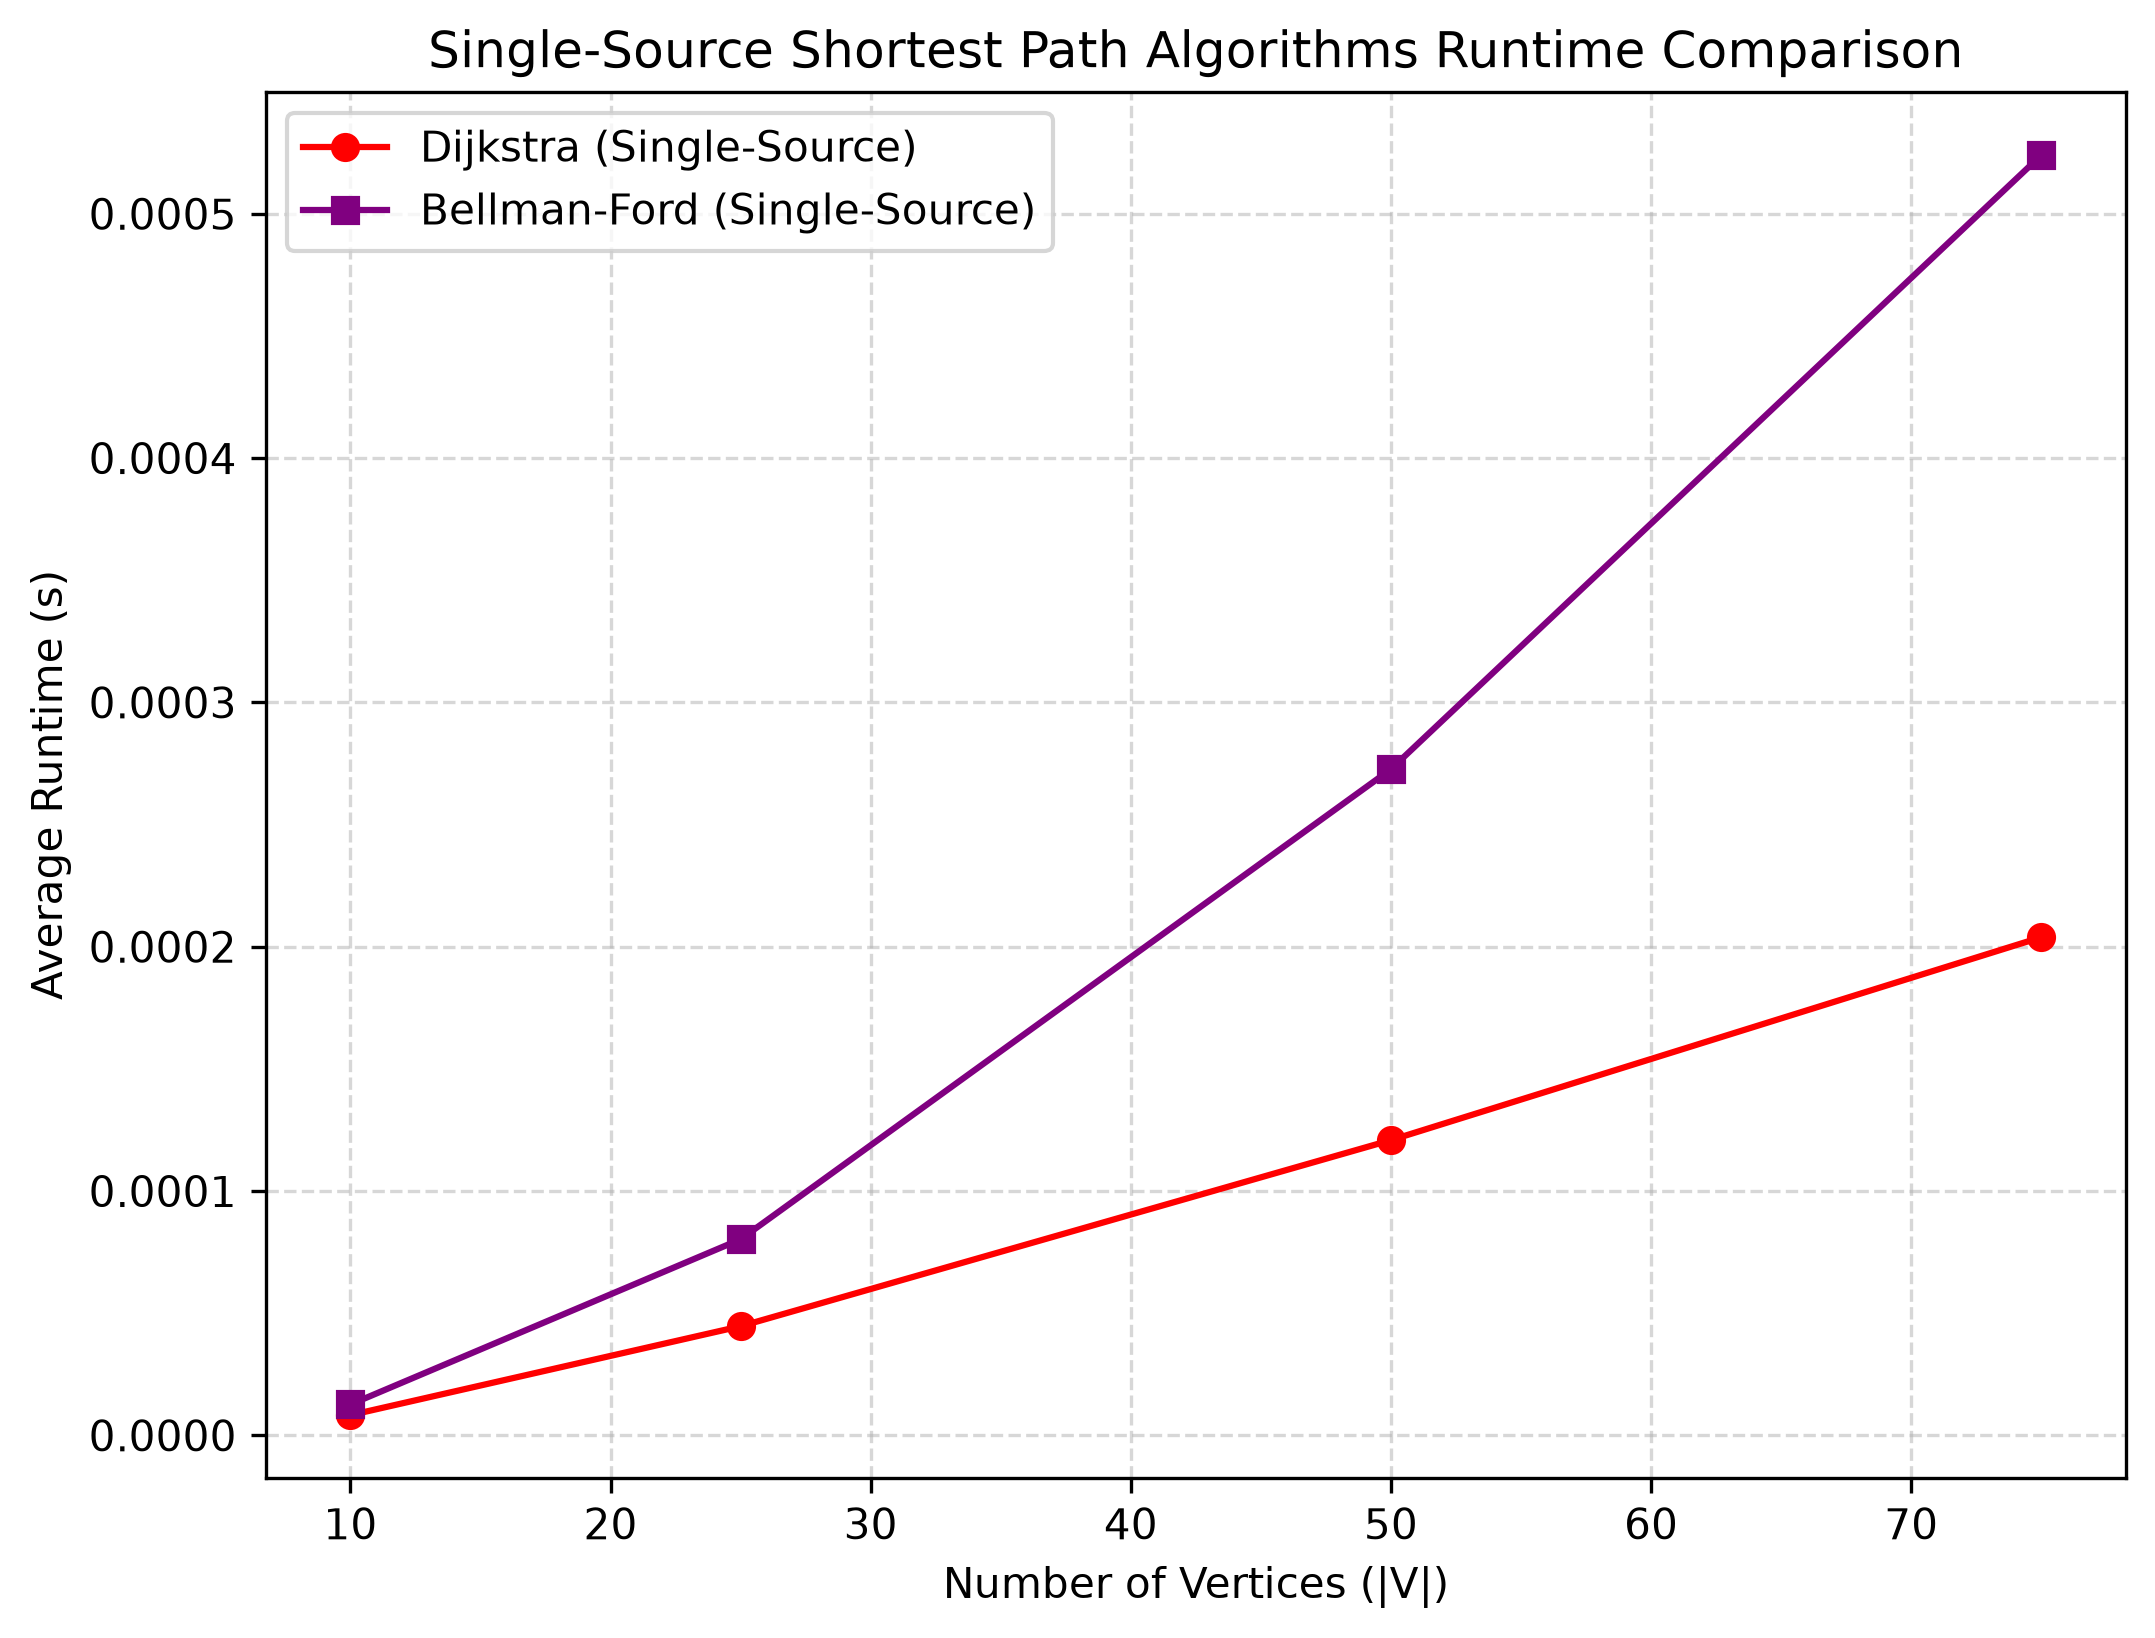 Single-Source Shortest Path Algorithms Runtime Comparison
Dijkstra (Single-Source)
Bellman-Ford (Single-Source)
Average Runtime (s)
0.0005
0.0004
0.0003
0.0002
0.0001
0.0000
10 20 30 40 50 60 70
Number of Vertices (|V|)